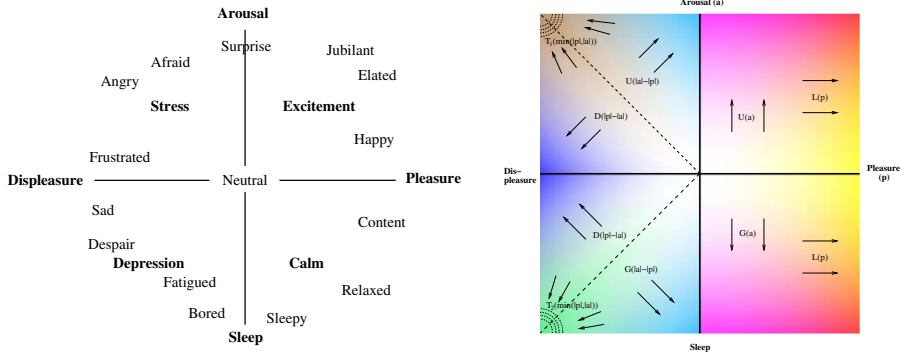 Arousal
Surprise
Jubilant
Afraid
Elated
Angry
Stress
Excitement
Happy
Frustrated
Displeasure
Neutral
Pleasure
Sad
Content
Despair
Depression
Calm
Fatigued
Relaxed
Bored
Sleepy
Sleep
Arousal (a)
T₁(min(|p|,|a|))
U(|a|−|p|)
L(p)
D(|p|−|a|)
U(a)
Dis−
pleasure
Pleasure
(p)
D(|p|−|a|)
G(a)
G(|a|−|p|)
L(p)
T₂(min(|p|,|a|))
Sleep